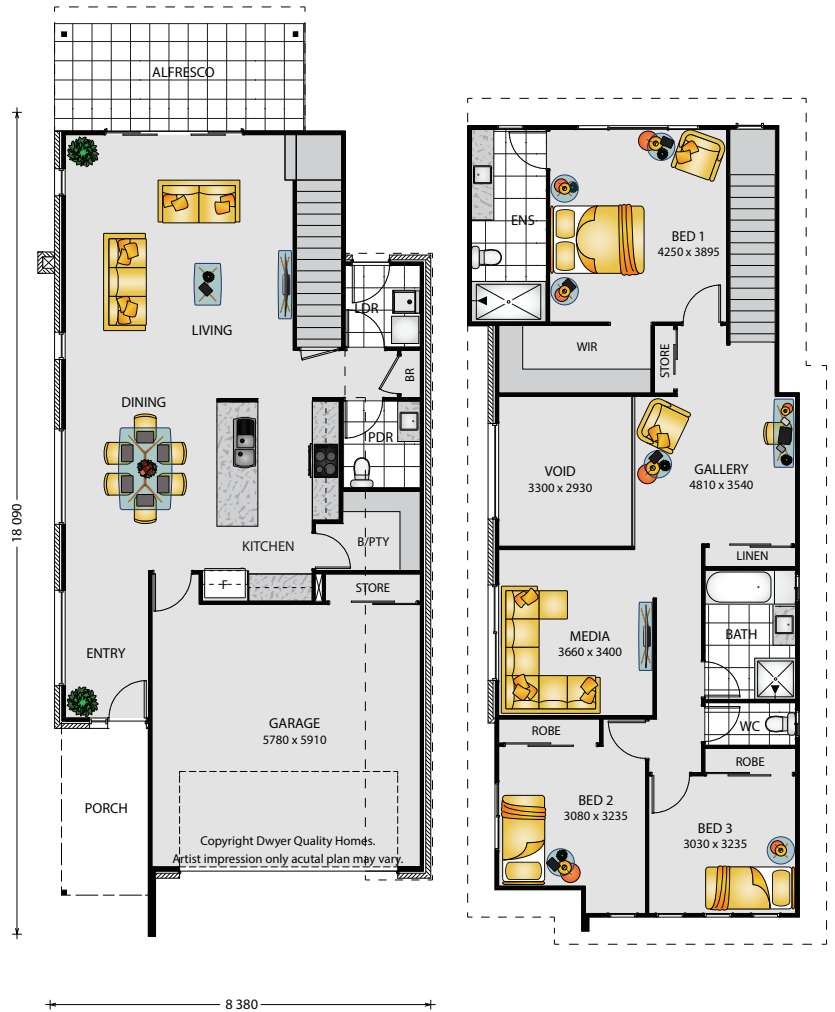 ALFRESCO
LIVING
LDR
BR
DINING
PDR
KITCHEN
B/PTY
F
STORE
ENTRY
GARAGE
5780 x 5910
PORCH
Copyright Dwyer Quality Homes.
Artist impression only acutal plan may vary.
18 090
8 380
ENS
BED 1
4250 x 3895
WIR
STORE
VOID
3300 x 2930
GALLERY
4810 x 3540
LINEN
MEDIA
3660 x 3400
BATH
WC
ROBE
ROBE
BED 2
3080 x 3235
BED 3
3030 x 3235